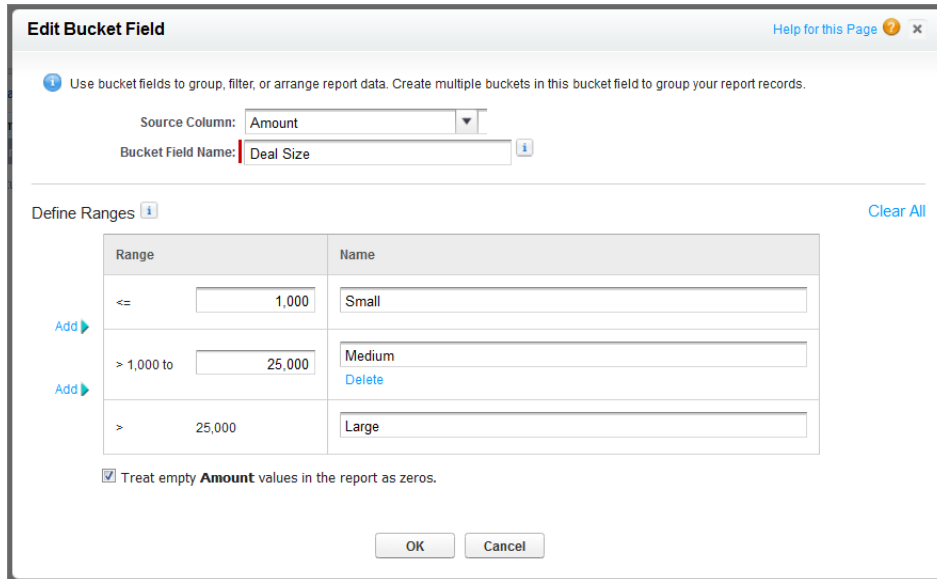 Edit Bucket Field
Help for this Page
Use bucket fields to group, filter, or arrange report data. Create multiple buckets in this bucket field to group your report records.
Source Column: Amount
Bucket Field Name: Deal Size
Define Ranges
Clear All
Range Name
<= 1,000 Small
Add
> 1,000 to 25,000 Medium
Delete
Add
> 25,000 Large
Treat empty Amount values in the report as zeros.
OK Cancel